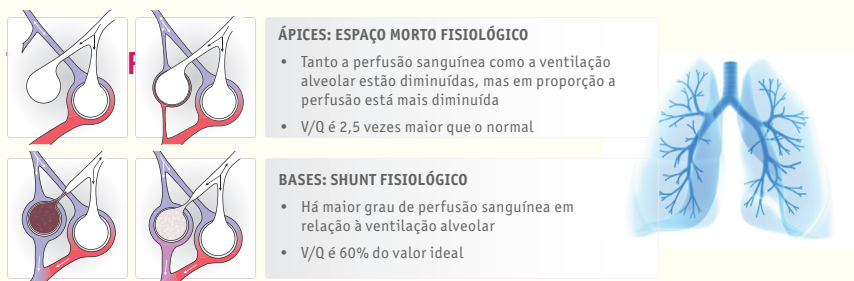 ÁPICES: ESPAÇO MORTO FISIOLÓGICO
• Tanto a perfusão sanguínea como a ventilação
alveolar estão diminuídas, mas em proporção a
perfusão está mais diminuída
• V/Q é 2,5 vezes maior que o normal
BASES: SHUNT FISIOLÓGICO
• Há maior grau de perfusão sanguínea em
relação à ventilação alveolar
• V/Q é 60% do valor ideal